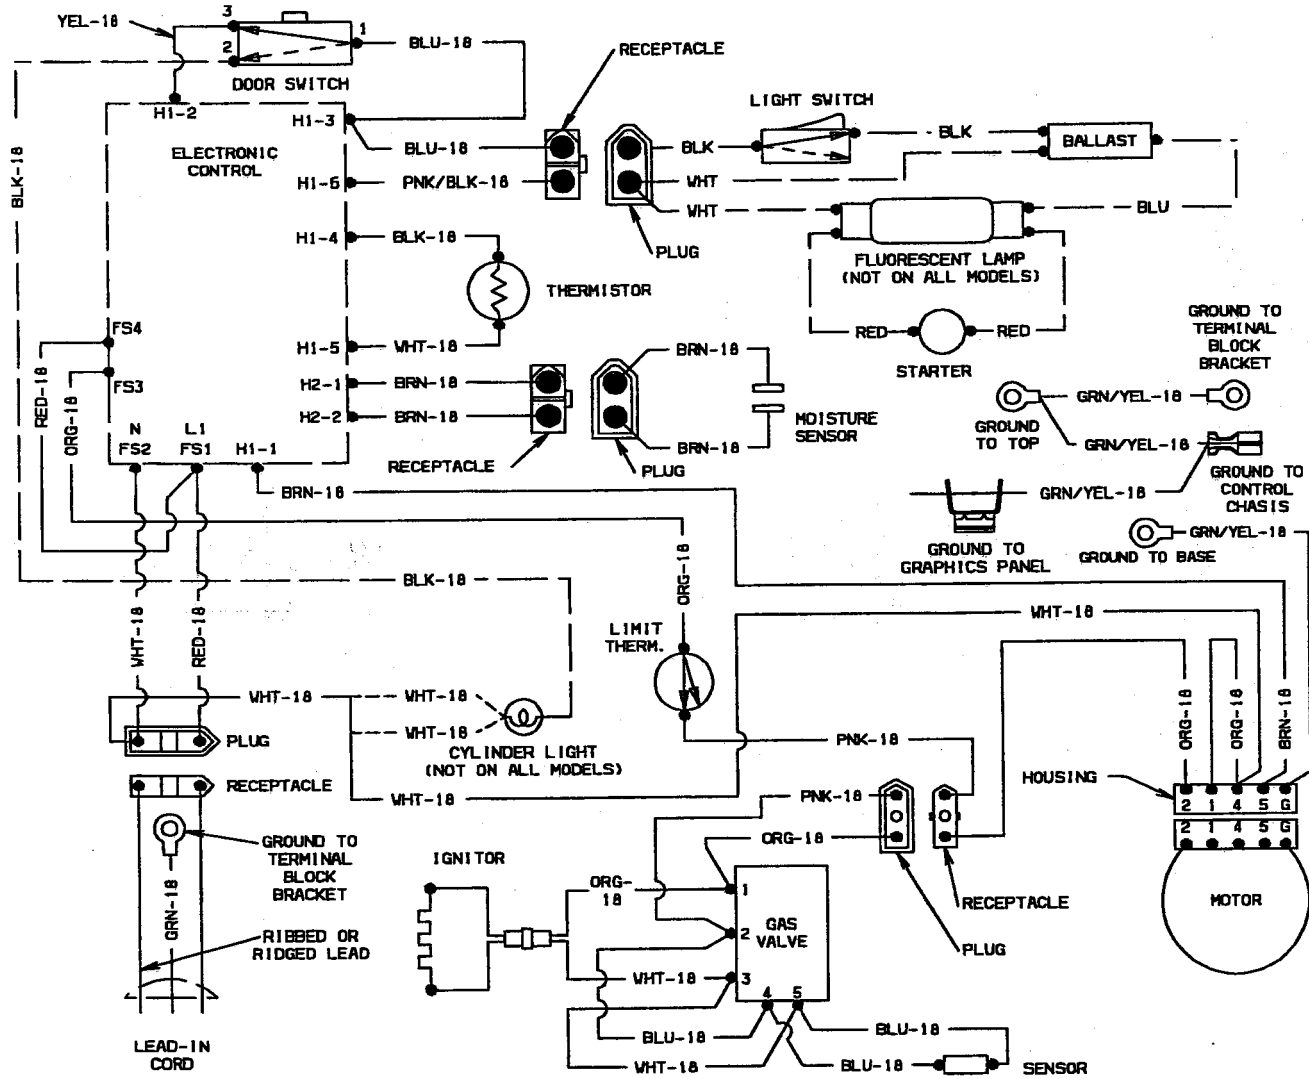 YEL-18
3
1
2
BLU-18
DOOR SWITCH
RECEPTACLE
LIGHT SWITCH
H1-2
H1-3
BLK
BALLAST
ELECTRONIC
CONTROL
BLU-18
BLK
BLK-18
H1-6
PNK/BLK-18
WHT
WHT
BLU
H1-4
BLK-18
PLUG
FLUORESCENT LAMP
(NOT ON ALL MODELS)
THERMISTOR
GROUND TO
TERMINAL
BLOCK
BRACKET
FS4
RED
RED
H1-5
WHT-18
BRN-18
STARTER
FS3
H2-1
BRN-18
RED-18
ORG-18
GRN/YEL-18
H2-2
BRN-18
MOISTURE
SENSOR
GROUND
TO TOP
N
FS2
L1
FS1
H1-1
BRN-18
GRN/YEL-18
RECEPTACLE
PLUG
GROUND TO
CONTROL
CHASIS
BRN-18
GRN/YEL-18
GRN/YEL-18
GROUND TO
GRAPHICS PANEL
GROUND TO BASE
BLK-18
ORG-18
WHT-18
WHT-18
RED-18
LIMIT
THERM.
WHT-18
WHT-18
WHT-18
PLUG
CYLINDER LIGHT
(NOT ON ALL MODELS)
PNK-18
ORG-18
ORG-18
BRN-18
RECEPTACLE
WHT-18
PNK-18
HOUSING
2 1 4 5 G
2 1 4 5 G
GROUND TO
TERMINAL
BLOCK
BRACKET
ORG-18
IGNITOR
ORG-
18
1
GRN-18
RECEPTACLE
MOTOR
GAS
VALVE
2
RIBBED OR
RIDGED LEAD
PLUG
WHT-18
3
4
5
BLU-18
BLU-18
LEAD-IN
CORD
WHT-18
BLU-18
SENSOR